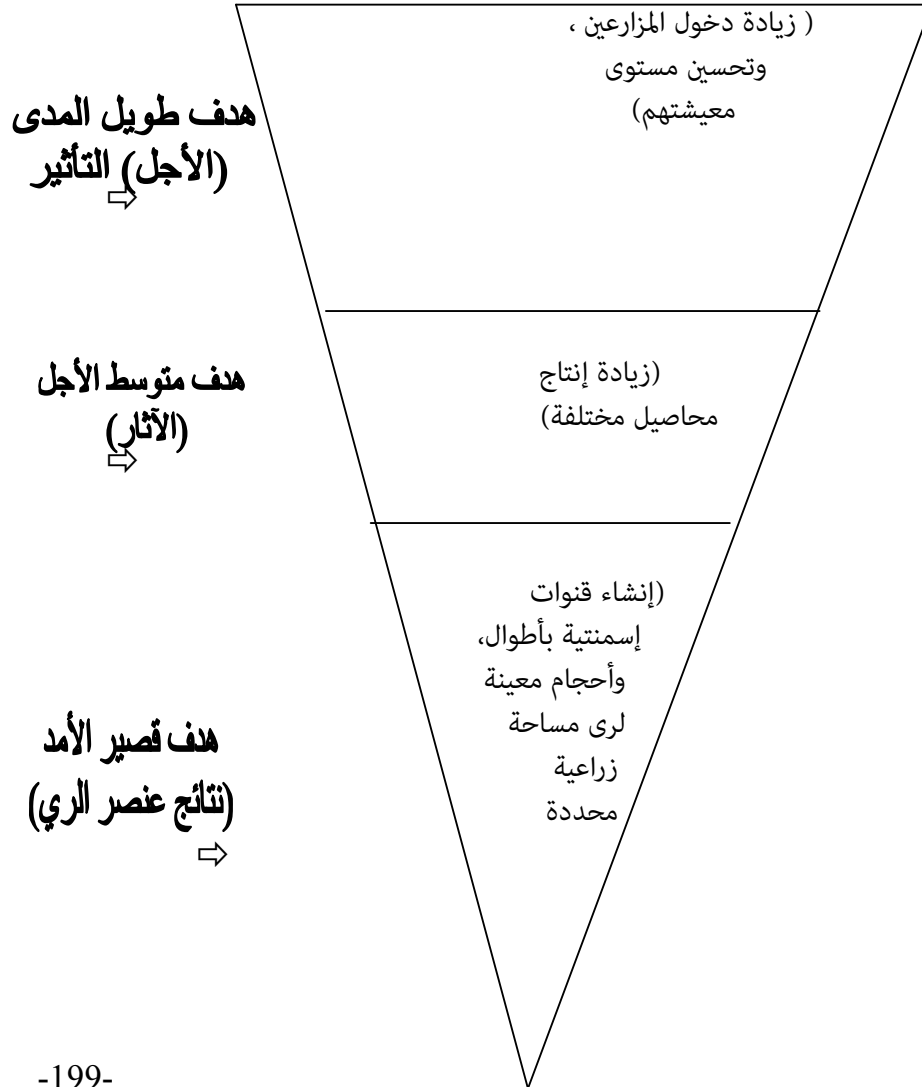 ( زيادة دخول المزارعين ،
وتحسين مستوى
معيشتهم)
هدف طويل المدى
(الأجل) التأثير
⇨
(زيادة إنتاج
محاصيل مختلفة)
هدف متوسط الأجل
(الآثار)
⇨
(إنشاء قنوات
إسمنتية بأطوال،
وأحجام معينة
لرى مساحة
زراعية
محددة
هدف قصير الأمد
(نتائج عنصر الري)
⇨
-199-